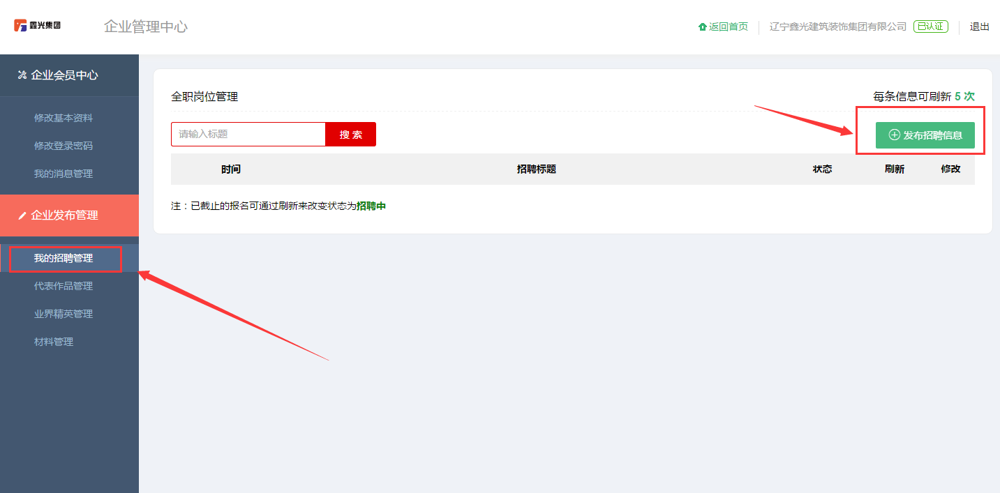 鑫光集团
企业管理中心
返回首页
辽宁鑫光建筑装饰集团有限公司
已认证
退出
企业会员中心
修改基本资料
修改登录密码
我的消息管理
企业发布管理
我的招聘管理
代表作品管理
业界精英管理
材料管理
全职岗位管理
每条信息可刷新 5 次
请输入标题
搜 索
发布招聘信息
时间 招聘标题 状态 刷新 修改
注：已截止的报名可通过刷新来改变状态为招聘中